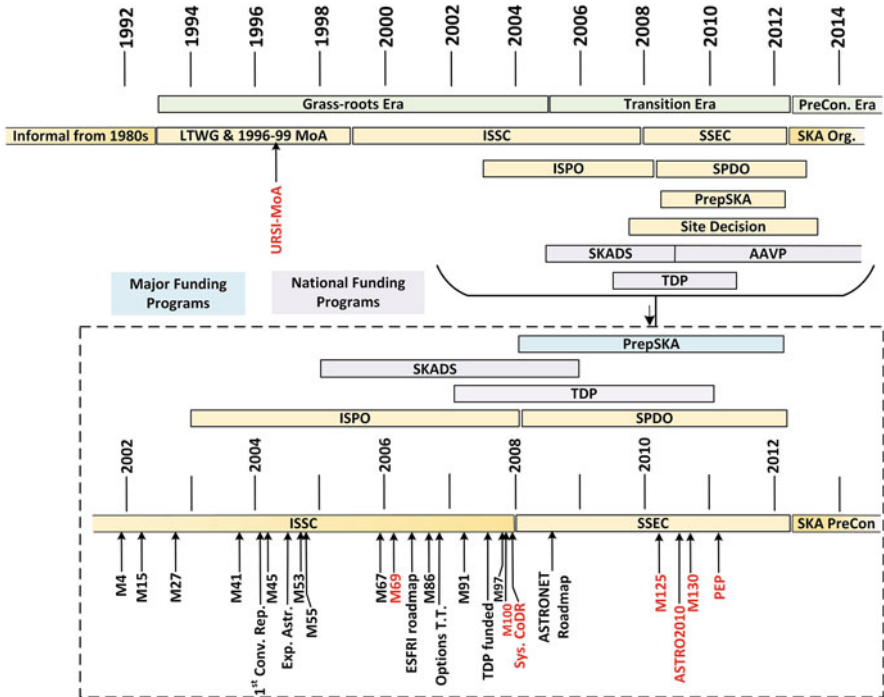 1992
1994
1996
1998
2000
2002
2004
2006
2008
2010
2012
2014
Grass-roots Era
Transition Era
PreCon. Era
Informal from 1980s
LTWG & 1996-99 MoA
ISSC
SSEC
SKA Org.
URSI-MoA
ISPO
SPDO
PrepSKA
Site Decision
SKADS
AAVP
TDP
Major Funding
Programs
National Funding
Programs
PrepSKA
SKADS
TDP
ISPO
SPDO
2002
2004
2006
2008
2010
2012
ISSC
SSEC
SKA PreCon
M4
M15
M27
M41
1st Conv. Rep.
M45
Exp. Astr.
M53
M55
M67
M69
ESFRI roadmap
M86
Options T.T.
M91
TDP funded
M97
M100
Sys. CoDR
ASTRONET
Roadmap
M125
ASTRO2010
M130
PEP